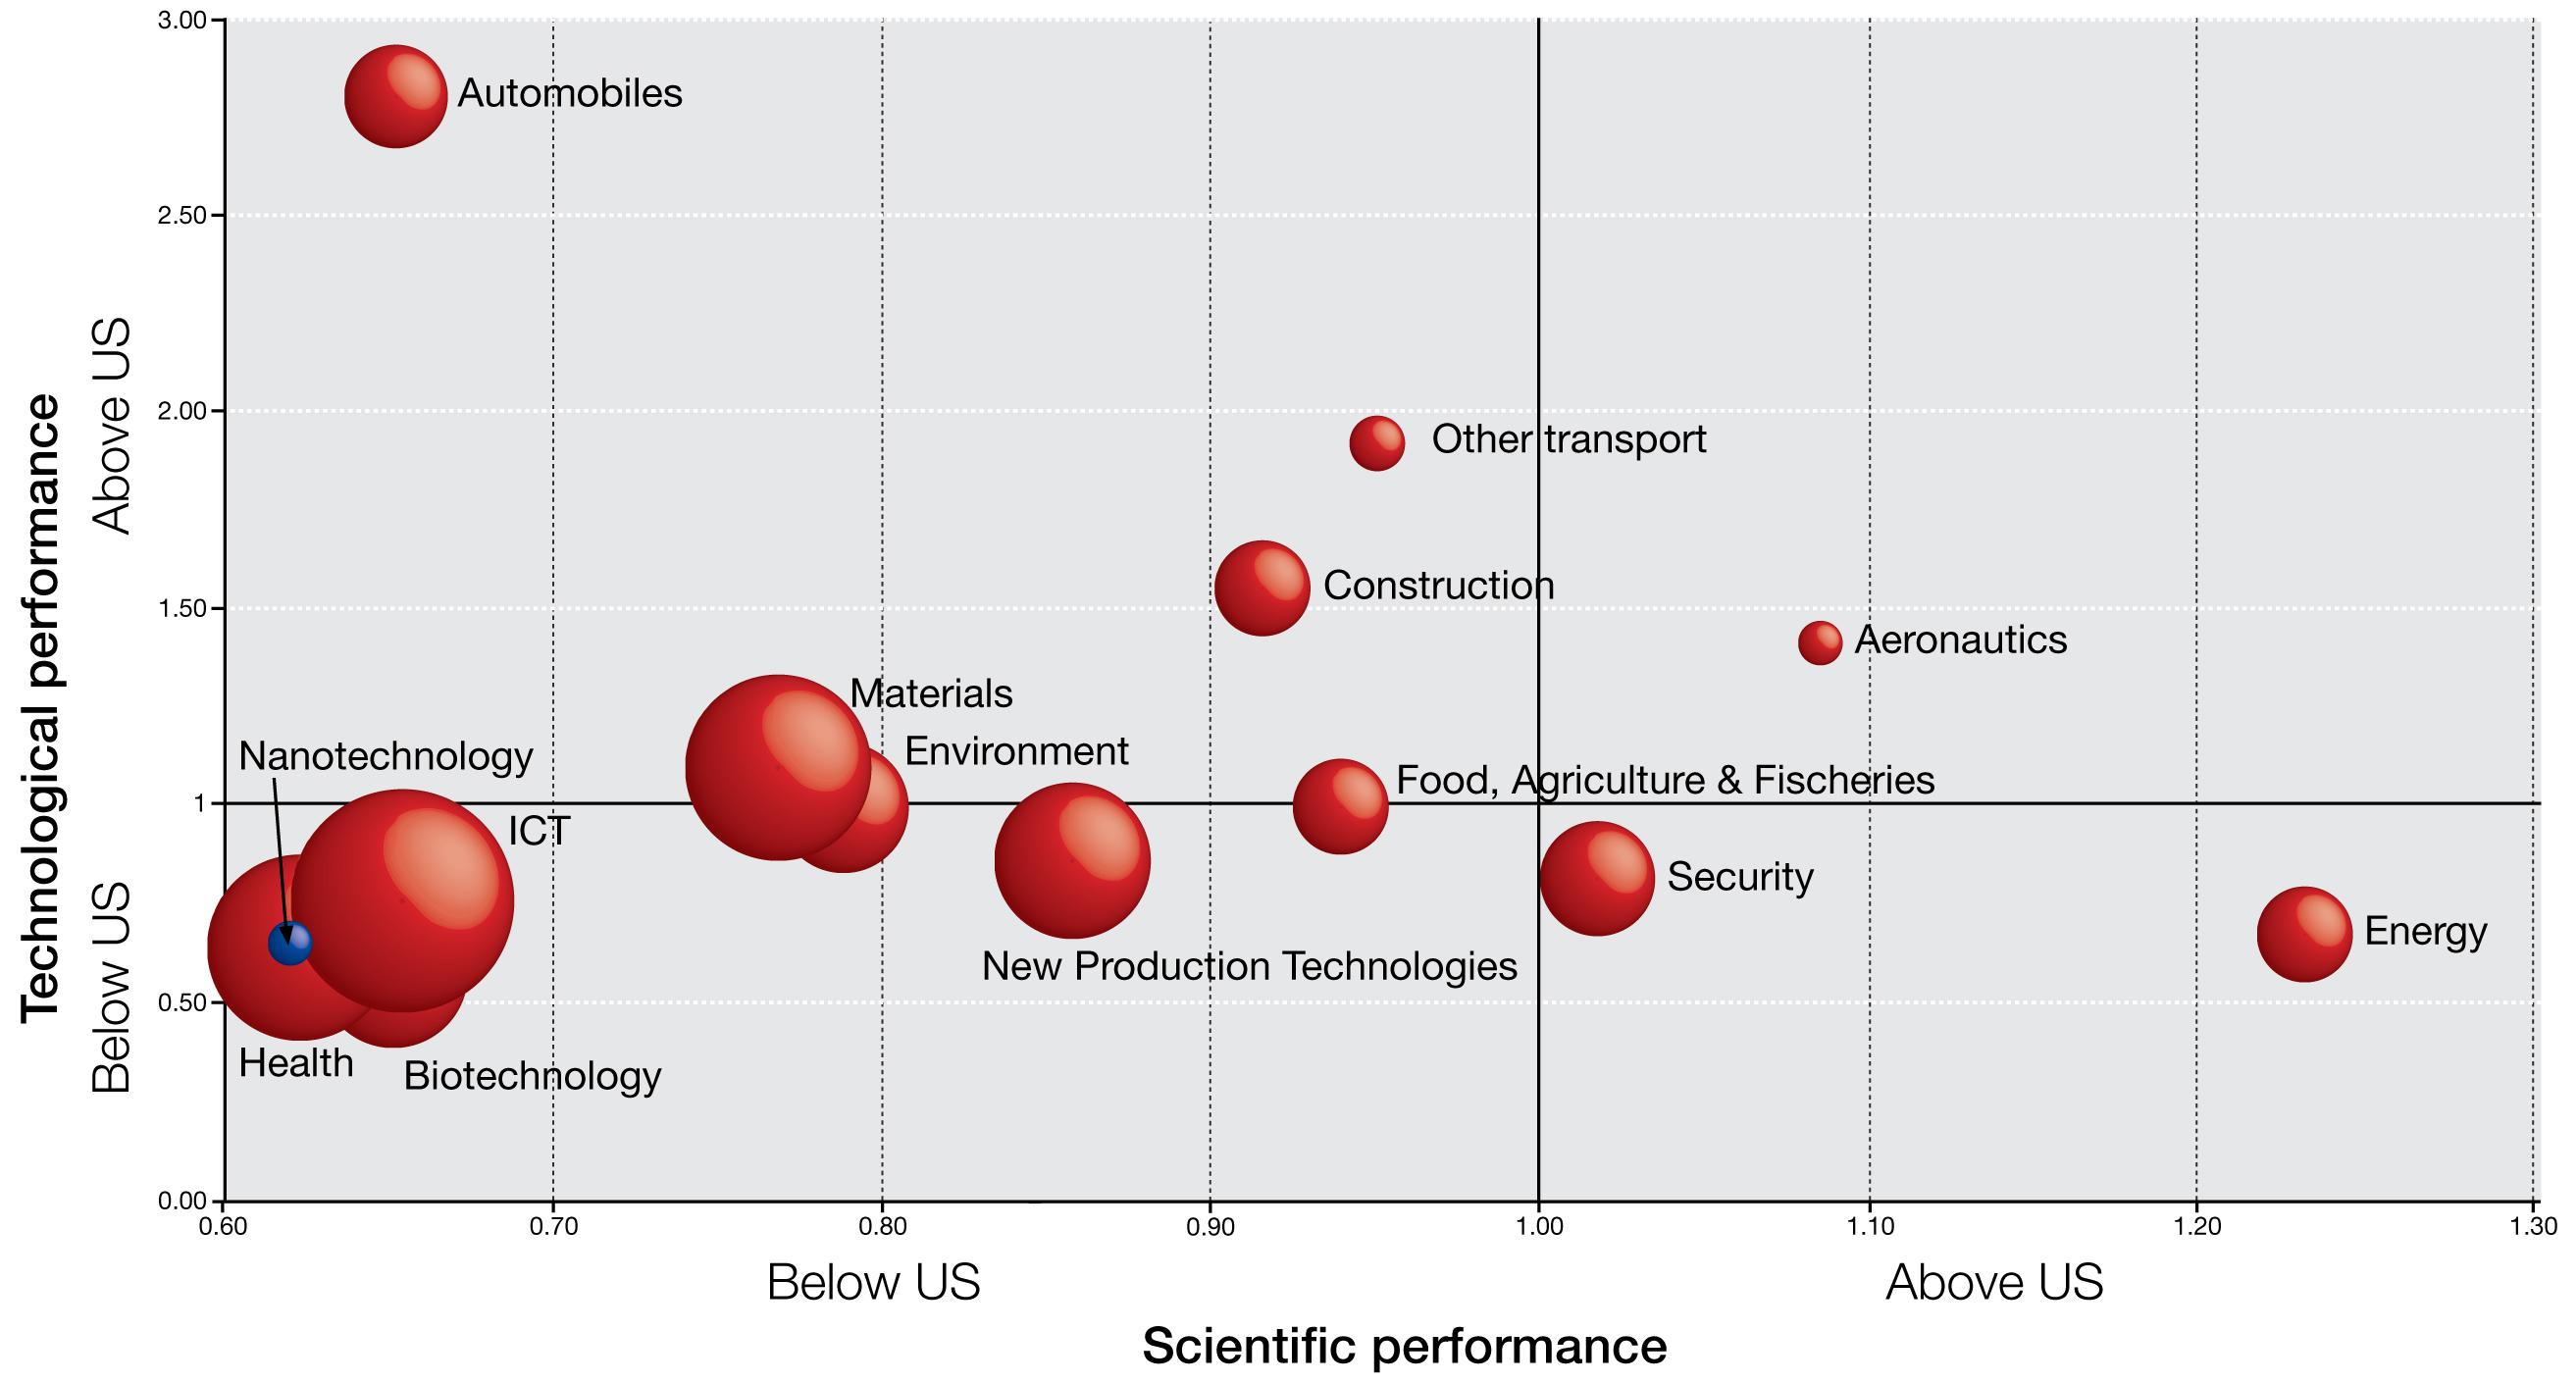 3.00
Automobiles
2.50
Above US
2.00
Other transport
Technological performance
Construction
1.50
Aeronautics
Materials
Nanotechnology
Environment
Food, Agriculture & Fischeries
1
ICT
Security
Below US
Energy
New Production Technologies
0.50
Health
Biotechnology
0.00
0.60 0.70 0.80 0.90 1.00 1.10 1.20 1.30
Below US Above US
Scientific performance